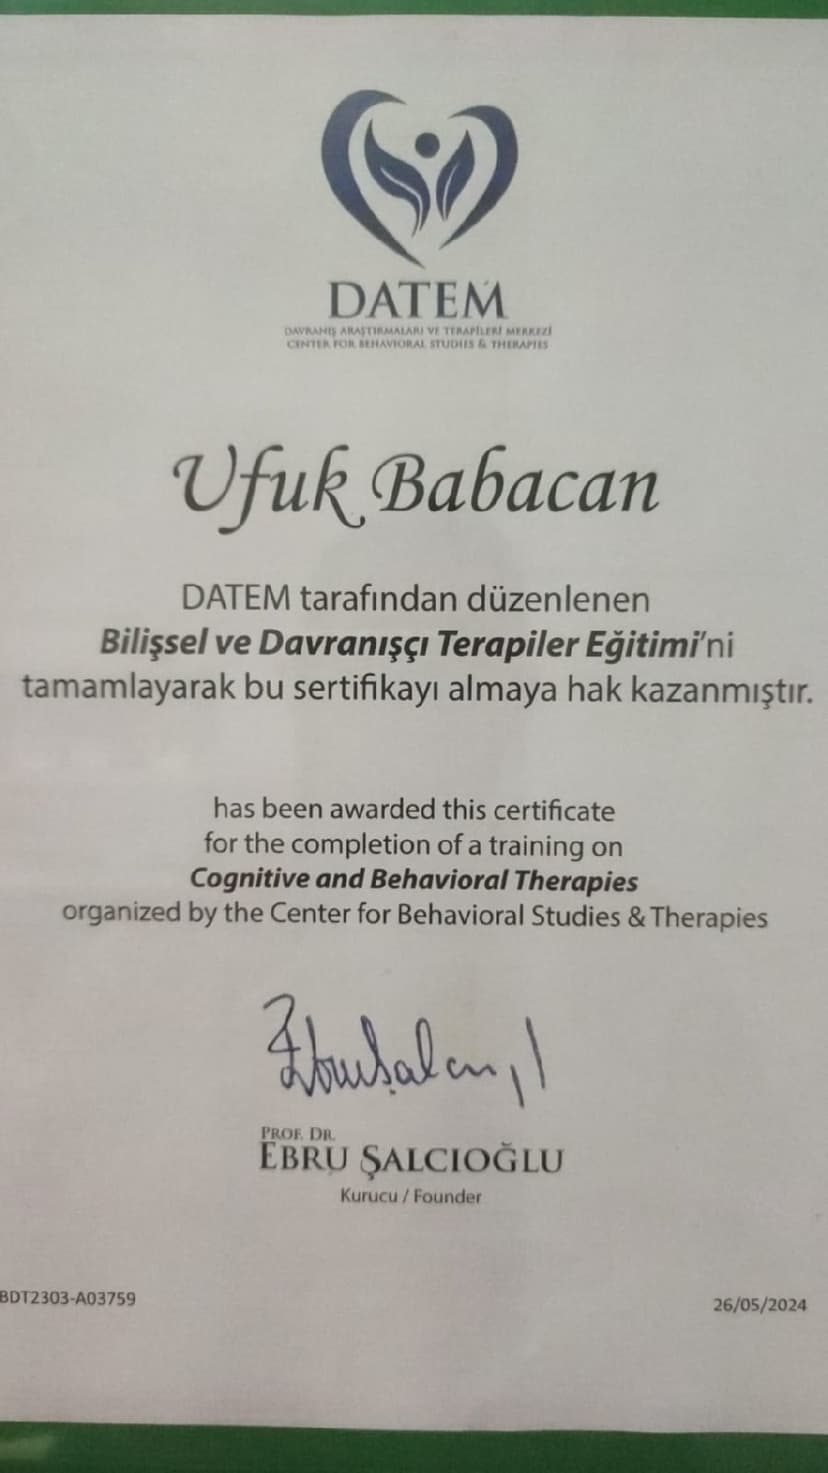 DATEM
DAVRANIŞ ARAŞTIRMALARI VE TERAPİLERİ MERKEZİ
CENTER FOR BEHAVIORAL STUDIES & THERAPIES
Ufuk Babacan
DATEM tarafından düzenlenen
Bilişsel ve Davranışçı Terapiler Eğitimi'ni
tamamlayarak bu sertifikayı almaya hak kazanmıştır.
has been awarded this certificate
for the completion of a training on
Cognitive and Behavioral Therapies
organized by the Center for Behavioral Studies & Therapies
PROF. DR.
EBRU ŞALCIOĞLU
Kurucu / Founder
BDT2303-A03759
26/05/2024